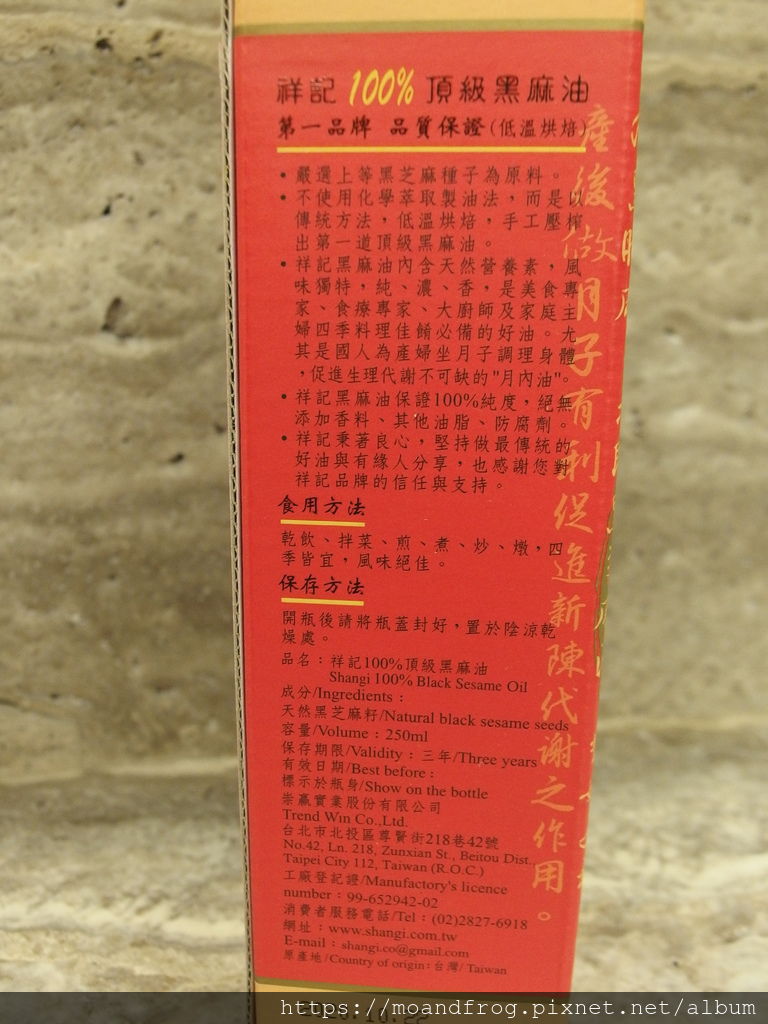 祥記 100% 頂級黑麻油
第一品牌 品質保證(低溫烘焙)
• 嚴選上等黑芝麻種子為原料。
• 不使用化學萃取製油法，而是以
傳統方法，低溫烘焙，手工壓榨
出第一道頂級黑麻油。
• 祥記黑麻油內含天然營養素，風
味獨特，純、濃、香，是美食專
家、食療專家、大廚師及家庭主
婦四季料理佳餚必備的好油。尤
其是國人為產婦坐月子調理身體
，促進生理代謝不可缺的"月內油"。
• 祥記黑麻油保證100%純度，絕無
添加香料、其他油脂、防腐劑。
• 祥記秉著良心，堅持做最傳統的
好油與有緣人分享，也感謝您對
祥記品牌的信任與支持。
食用方法
乾飲、拌菜、煎、煮、炒、燉，四
季皆宜，風味絕佳。
保存方法
開瓶後請將瓶蓋封好，置於陰涼乾
燥處。
品名：祥記100%頂級黑麻油
Shangi 100% Black Sesame Oil
成分/Ingredients：
天然黑芝麻籽/Natural black sesame seeds
容量/Volume：250ml
保存期限/Validity：三年/Three years
有效日期/Best before：
標示於瓶身/Show on the bottle
崇贏實業股份有限公司
Trend Win Co.,Ltd.
台北市北投區尊賢街218巷42號
No.42, Ln. 218, Zunxian St., Beitou Dist.,
Taipei City 112, Taiwan (R.O.C.)
工廠登記證/Manufactory's licence
number：99-652942-02
消費者服務電話/Tel：(02)2827-6918
網址：www.shangi.com.tw
E-mail：shangi.co@gmail.com
原產地/Country of origin：台灣/Taiwan
產後做月子有利促進新陳代謝之作用。
https://moandfrog.pixnet.net/album